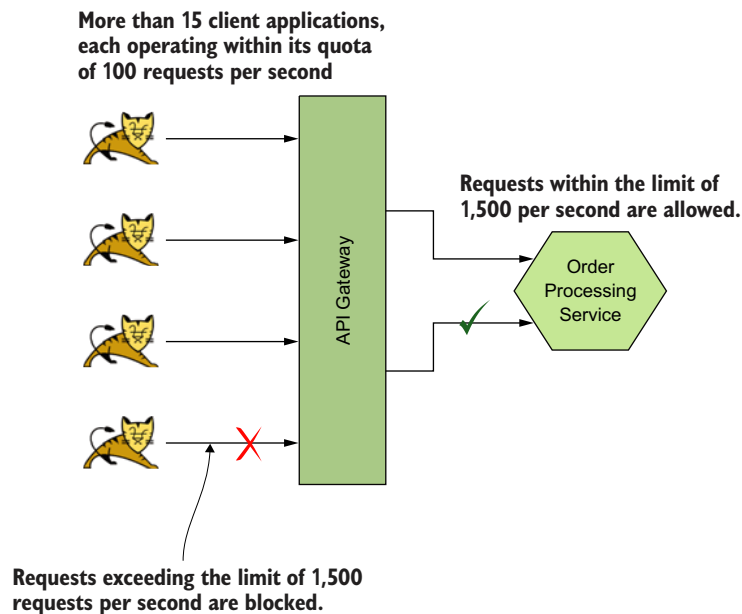 More than 15 client applications,
each operating within its quota
of 100 requests per second
Requests within the limit of
1,500 per second are allowed.
API Gateway
Order
Processing
Service
Requests exceeding the limit of 1,500
requests per second are blocked.